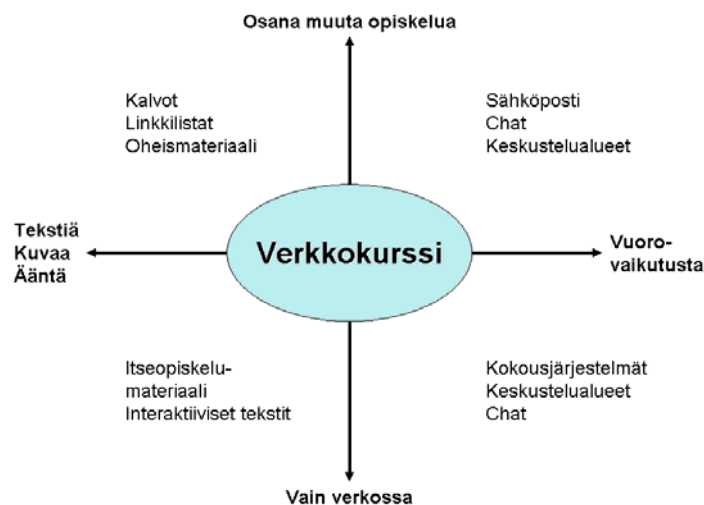 Osana muuta opiskelua
Kalvot
Linkkilistat
Oheismateriaali
Sähköposti
Chat
Keskustelualueet
Tekstiä
Kuvaa
Ääntä
Verkkokurssi
Vuoro-
vaikutusta
Itseopiskelu-
materiaali
Interaktiiviset tekstit
Kokousjärjestelmät
Keskustelualueet
Chat
Vain verkossa